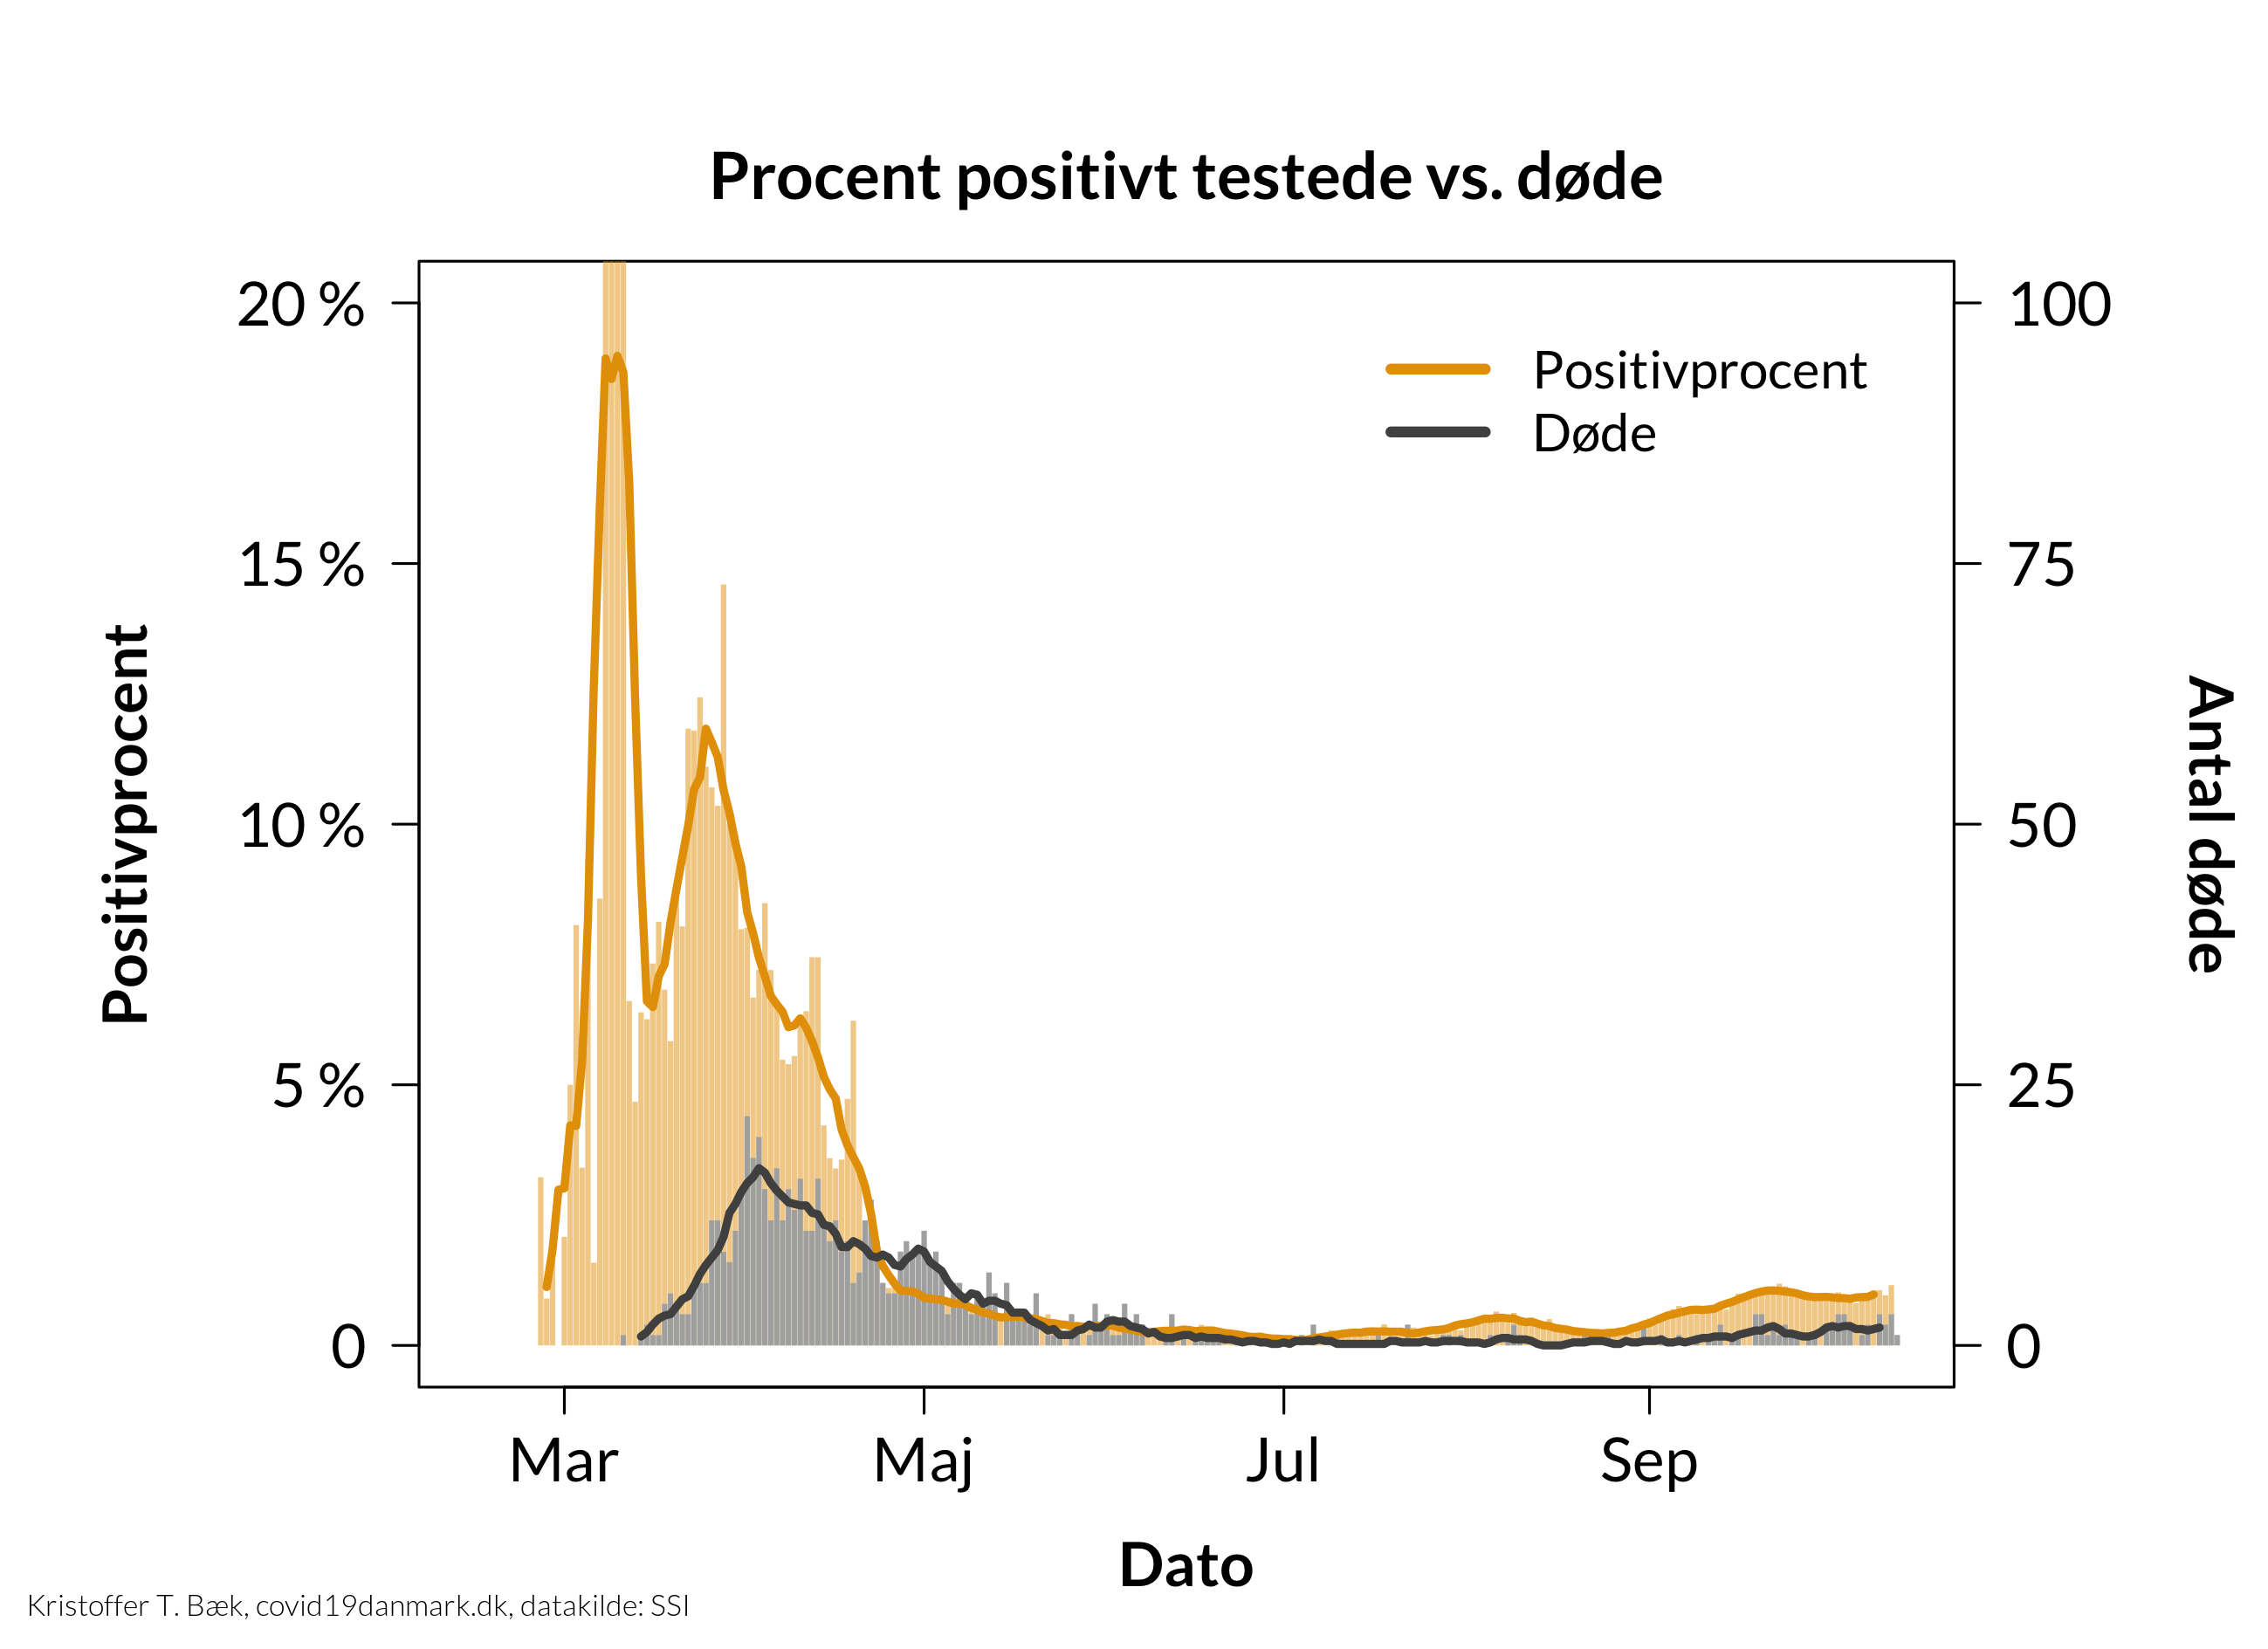 Procent positivt testede vs. døde
20 %
15 %
10 %
5 %
0
Positivprocent
100
75
50
25
0
Antal døde
Positivprocent
Døde
Mar
Maj
Jul
Sep
Dato
Kristoffer T. Bæk, covid19danmark.dk, datakilde: SSI